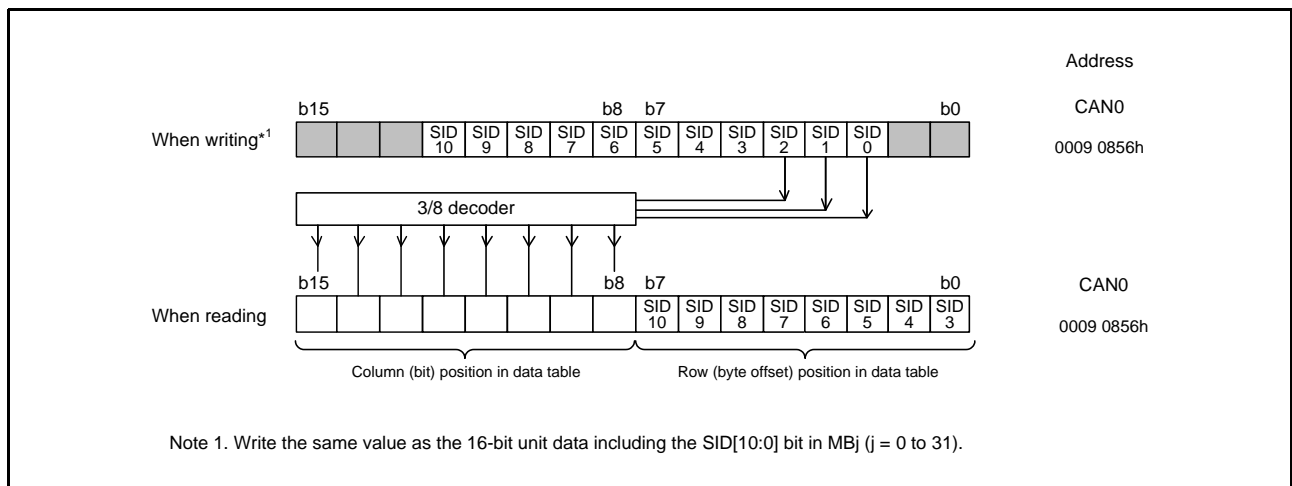 Address
b15 b8 b7 b0 CAN0
When writing*1 SID 10 SID 9 SID 8 SID 7 SID 6 SID 5 SID 4 SID 3 SID 2 SID 1 SID 0 0009 0856h
3/8 decoder
b15 b8 b7 b0 CAN0
When reading SID 10 SID 9 SID 8 SID 7 SID 6 SID 5 SID 4 SID 3 0009 0856h
Column (bit) position in data table Row (byte offset) position in data table
Note 1. Write the same value as the 16-bit unit data including the SID[10:0] bit in MBj (j = 0 to 31).